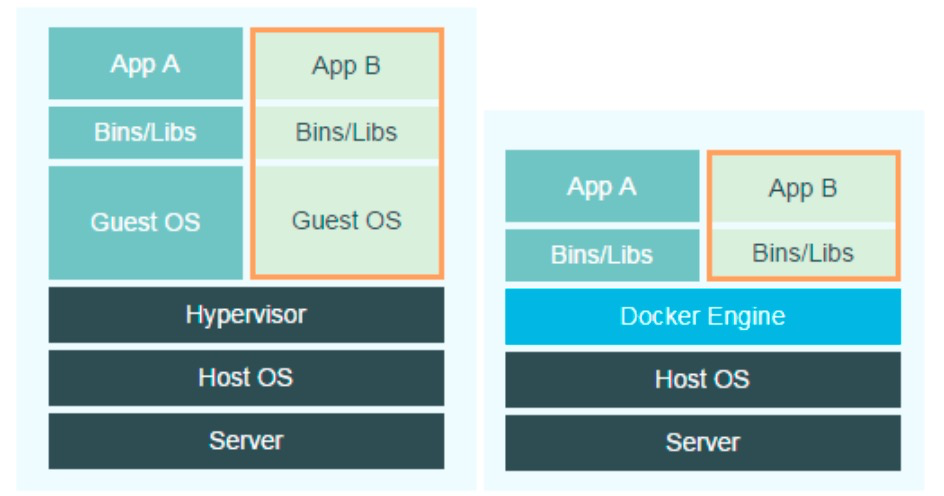 App A
App B
Bins/Libs
Bins/Libs
Guest OS
Guest OS
Hypervisor
Host OS
Server
App A
App B
Bins/Libs
Bins/Libs
Docker Engine
Host OS
Server